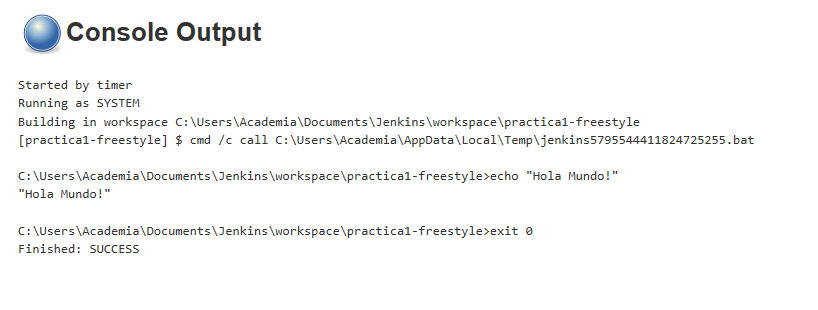 Console Output
Started by timer
Running as SYSTEM
Building in workspace C:\Users\Academia\Documents\Jenkins\workspace\practica1-freestyle
[practica1-freestyle] $ cmd /c call C:\Users\Academia\AppData\Local\Temp\jenkins5795544411824725255.bat
C:\Users\Academia\Documents\Jenkins\workspace\practica1-freestyle>echo "Hola Mundo!"
"Hola Mundo!"
C:\Users\Academia\Documents\Jenkins\workspace\practica1-freestyle>exit 0
Finished: SUCCESS